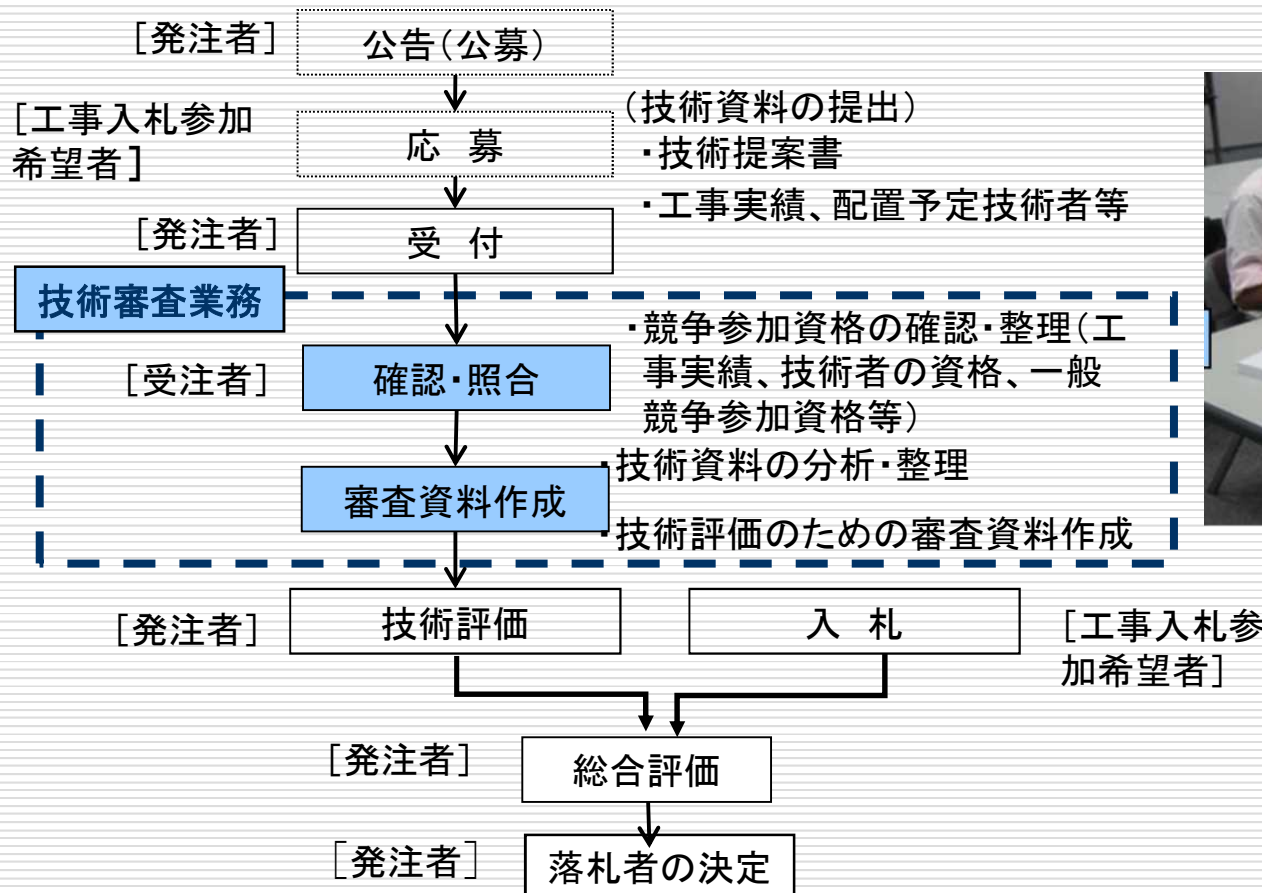 [発注者]
公告(公募)
[工事入札参加
希望者]
応 募
(技術資料の提出)
・技術提案書
・工事実績、配置予定技術者等
[発注者]
受 付
技術審査業務
[受注者]
確認・照合
・競争参加資格の確認・整理(工
事実績、技術者の資格、一般
競争参加資格等)
審査資料作成
・技術資料の分析・整理
・技術評価のための審査資料作成
[発注者]
技術評価
入 札
[工事入札参
加希望者]
[発注者]
総合評価
[発注者]
落札者の決定